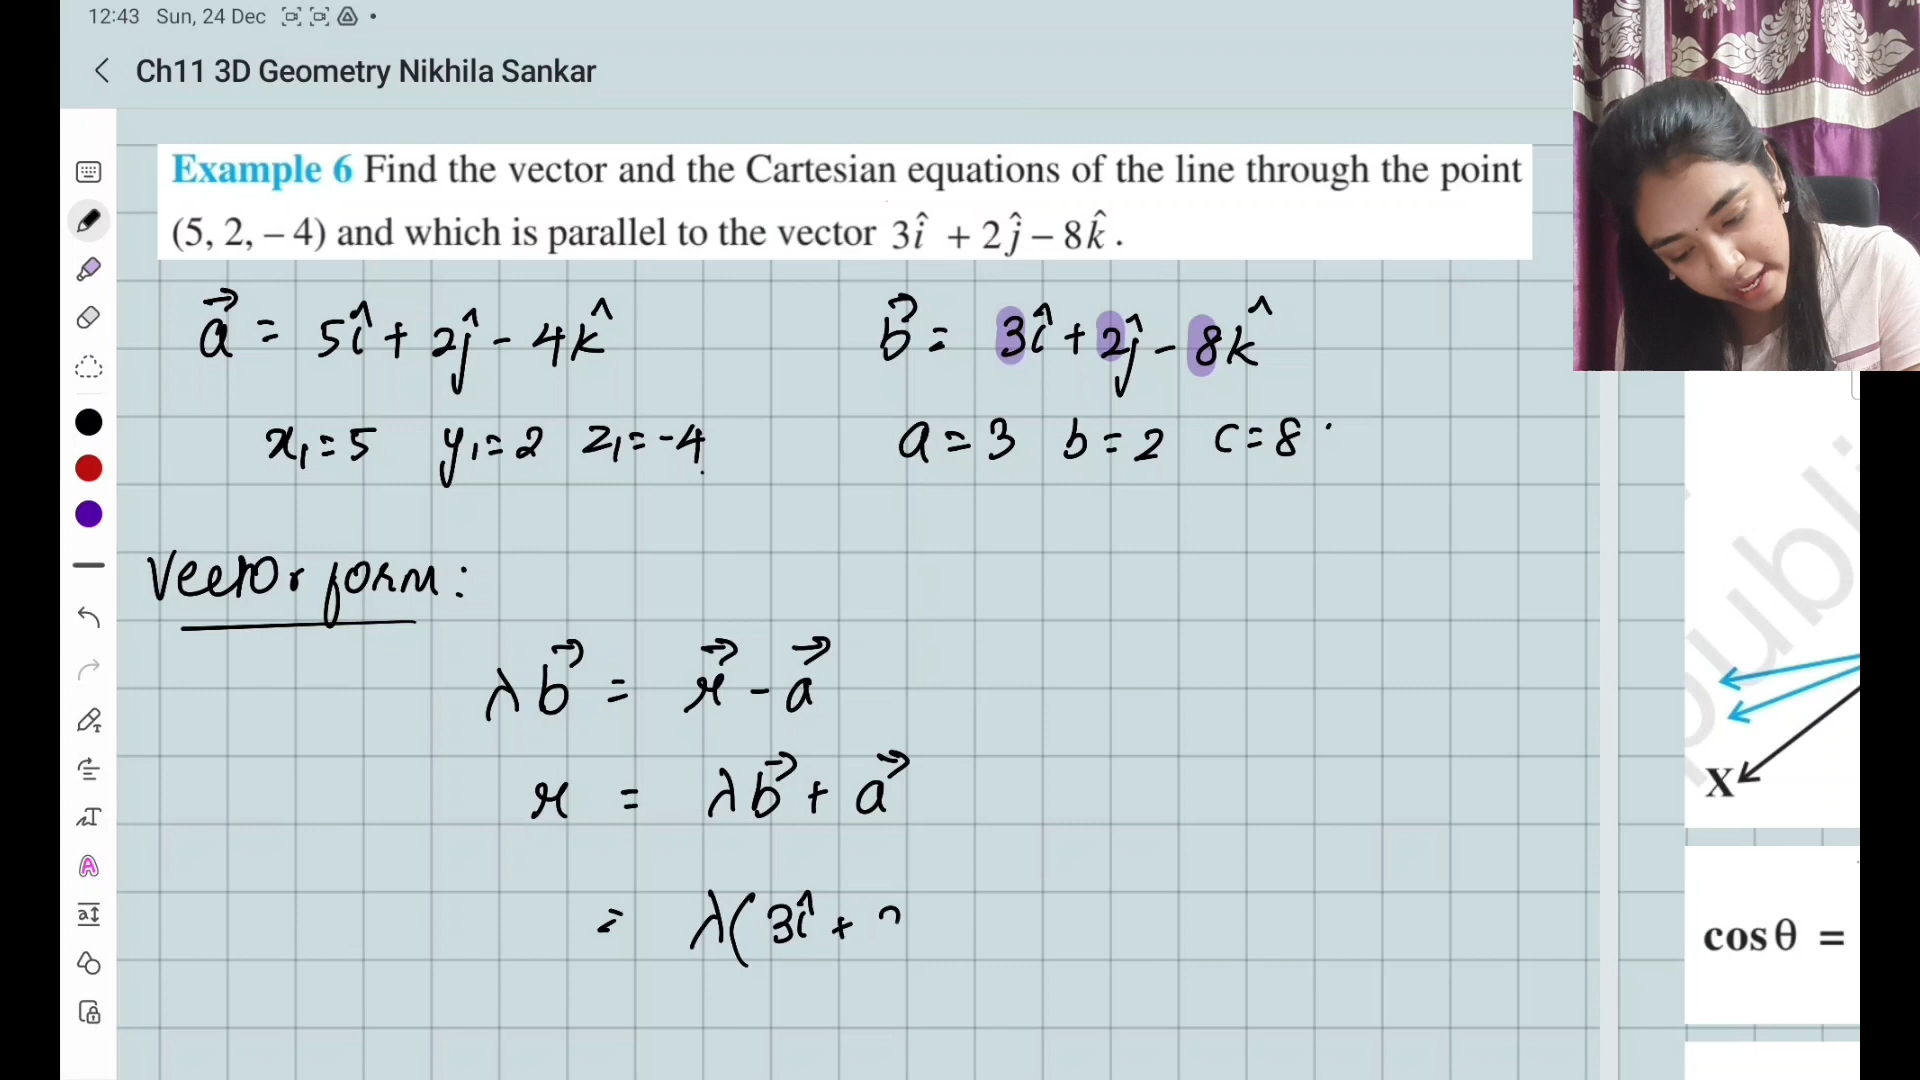 12:43 Sun, 24 Dec
Ch11 3D Geometry Nikhila Sankar
Example 6 Find the vector and the Cartesian equations of the line through the point
(5, 2, – 4) and which is parallel to the vector 3î + 2ĵ – 8k̂ .
a⃗ = 5î + 2ĵ - 4k̂
b⃗ = 3î + 2ĵ - 8k̂
x₁ = 5 y₁ = 2 z₁ = -4
a = 3 b = 2 c = 8
Vector form:
λb⃗ = r⃗ - a⃗
r = λb⃗ + a⃗
= λ(3î +
publi
X
cos θ =